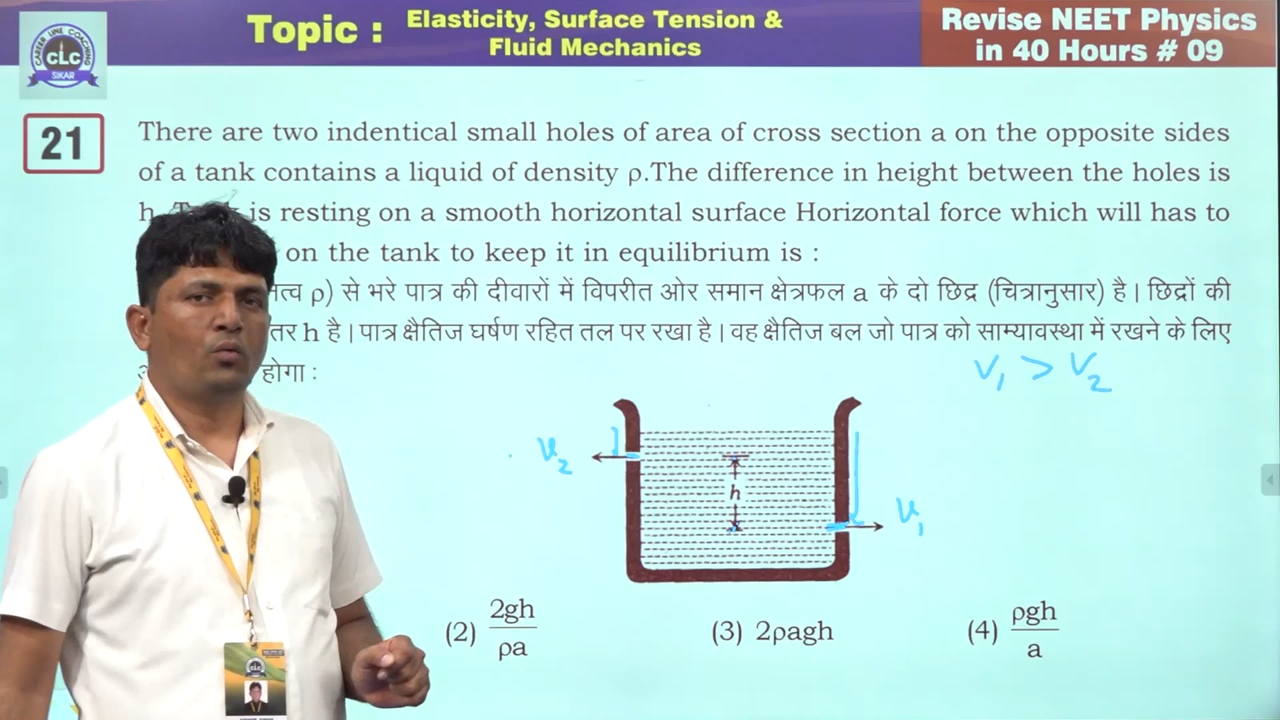 Topic : Elasticity, Surface Tension &
Fluid Mechanics
Revise NEET Physics
in 40 Hours # 09
CAREER LINE COACHING
CLC
SIKAR
21
There are two indentical small holes of area of cross section a on the opposite sides
of a tank contains a liquid of density ρ.The difference in height between the holes is
h. is resting on a smooth horizontal surface Horizontal force which will has to
on the tank to keep it in equilibrium is :
ρ) से भरे पात्र की दीवारों में विपरीत ओर समान क्षेत्रफल a के दो छिद्र (चित्रानुसार) है। छिद्रों की
h है। पात्र क्षैतिज घर्षण रहित तल पर रखा है। वह क्षैतिज बल जो पात्र को साम्यावस्था में रखने के लिए
होगा :
V₁ > V₂
V₂
h
V₁
(2) 2gh/ρa
(3) 2ρagh
(4) ρgh/a
CLC